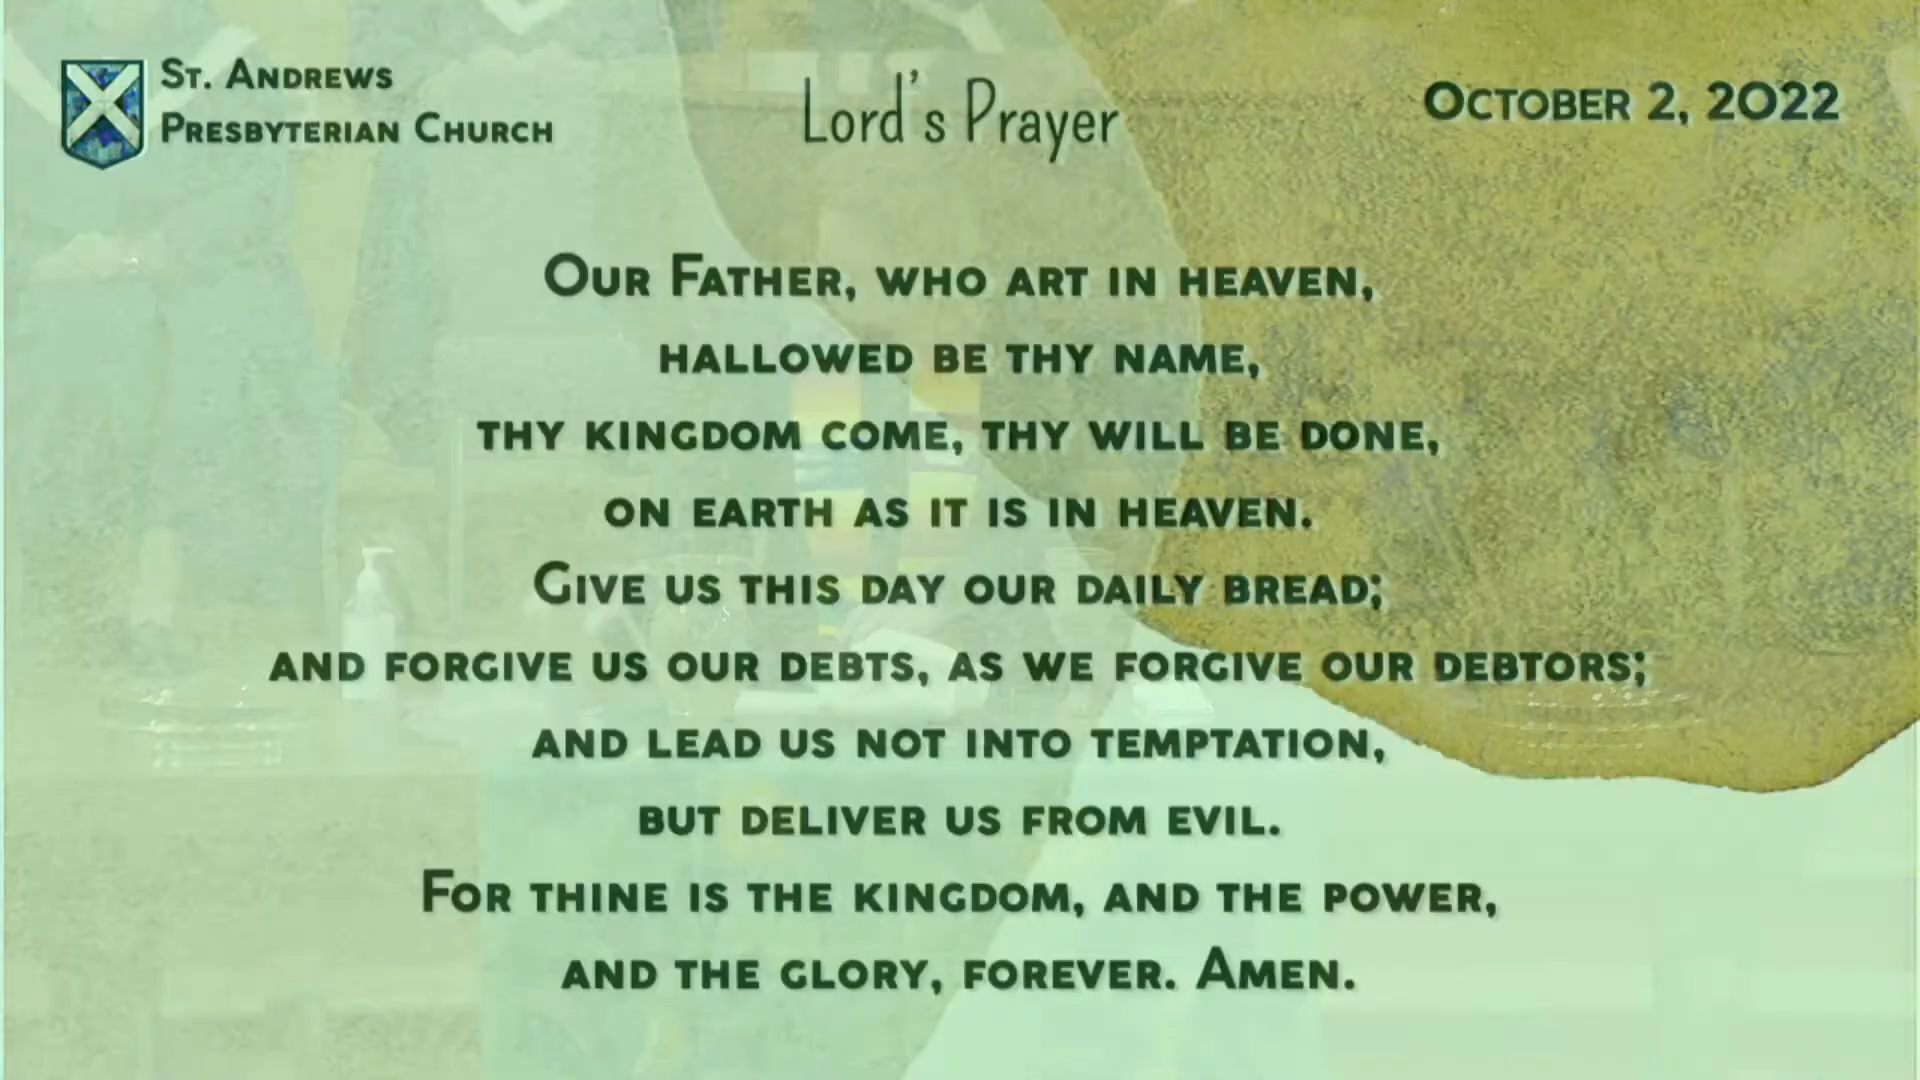 St. Andrews
Presbyterian Church
Lord's Prayer
October 2, 2022
Our Father, who art in heaven,
hallowed be thy name,
thy kingdom come, thy will be done,
on earth as it is in heaven.
Give us this day our daily bread;
and forgive us our debts, as we forgive our debtors;
and lead us not into temptation,
but deliver us from evil.
For thine is the kingdom, and the power,
and the glory, forever. Amen.